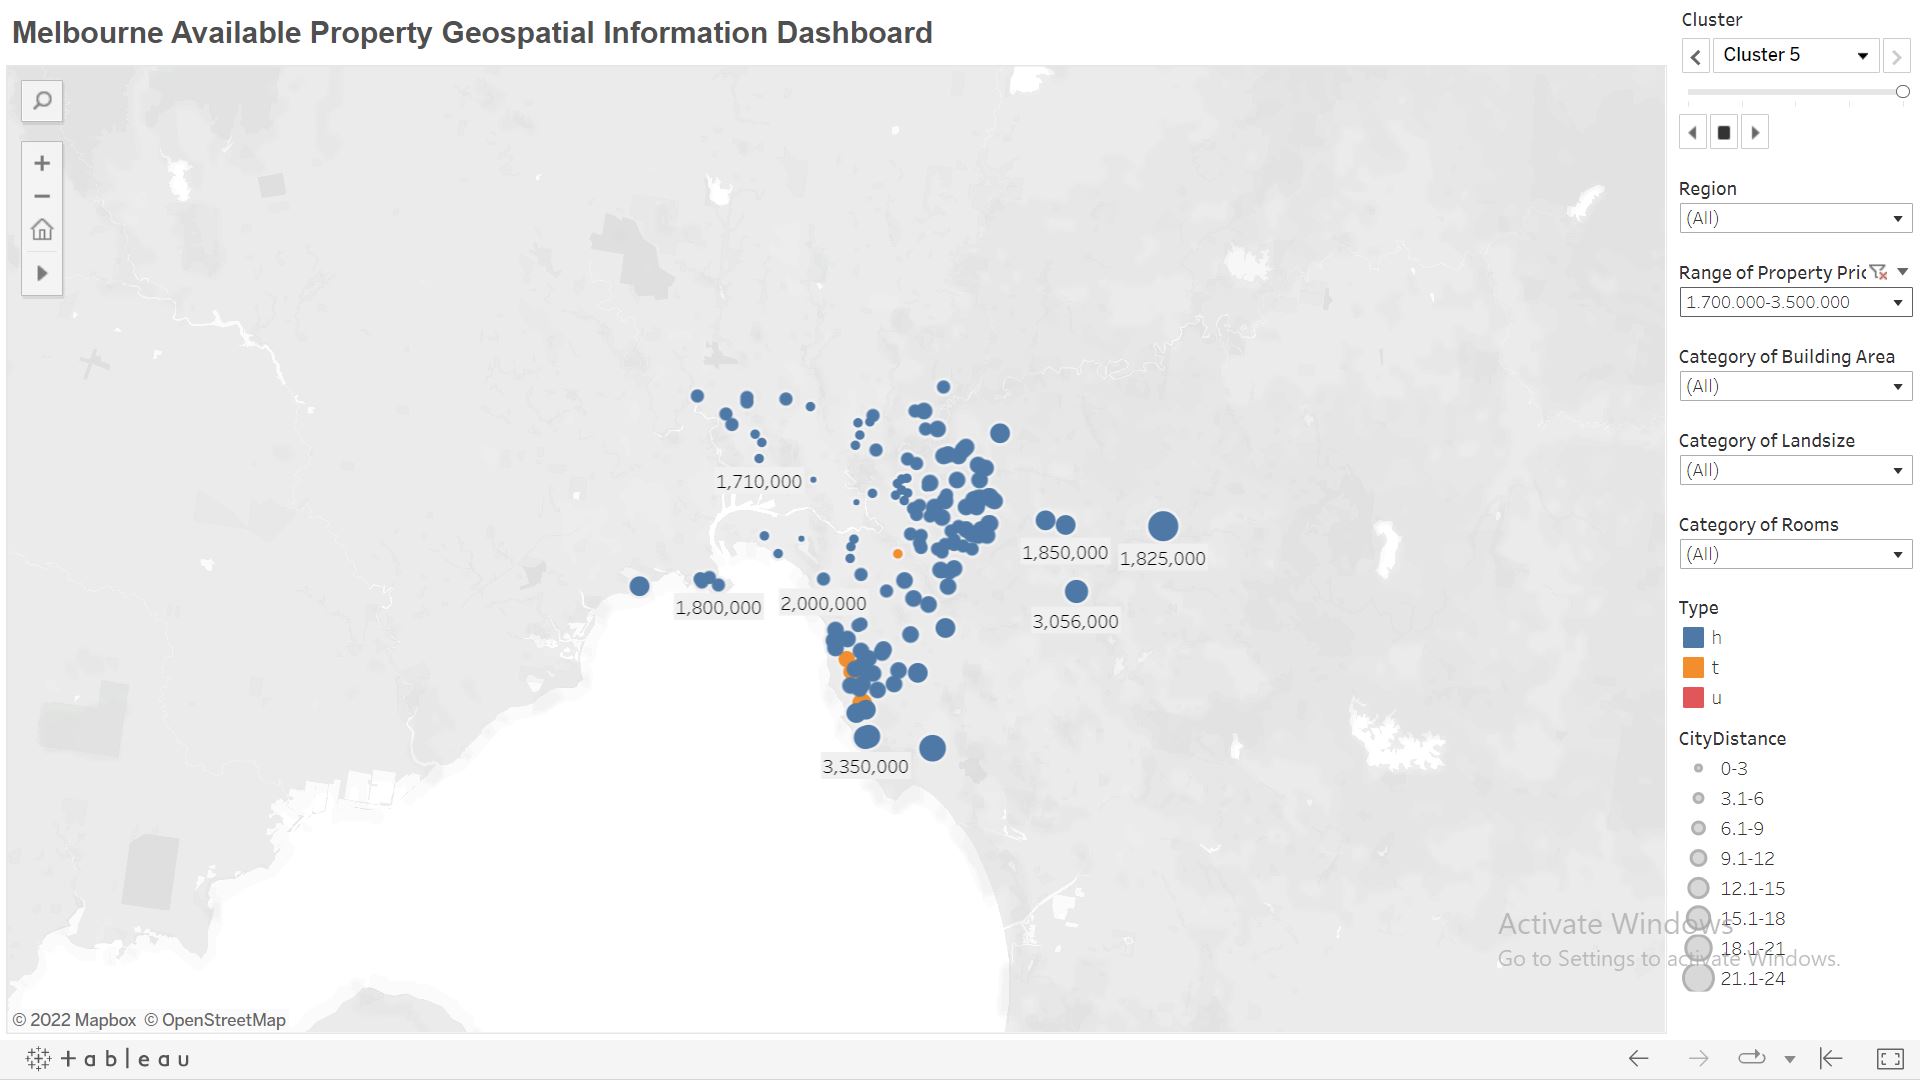 Melbourne Available Property Geospatial Information Dashboard
1,710,000
1,850,000
1,825,000
1,800,000
2,000,000
3,056,000
3,350,000
© 2022 Mapbox © OpenStreetMap
Cluster
Cluster 5
Region
(All)
Range of Property Pric
1.700.000-3.500.000
Category of Building Area
(All)
Category of Landsize
(All)
Category of Rooms
(All)
Type
h
t
u
CityDistance
0-3
3.1-6
6.1-9
9.1-12
12.1-15
15.1-18
18.1-21
21.1-24
Activate Windows
Go to Settings to activate Windows.
+ a b l e a u